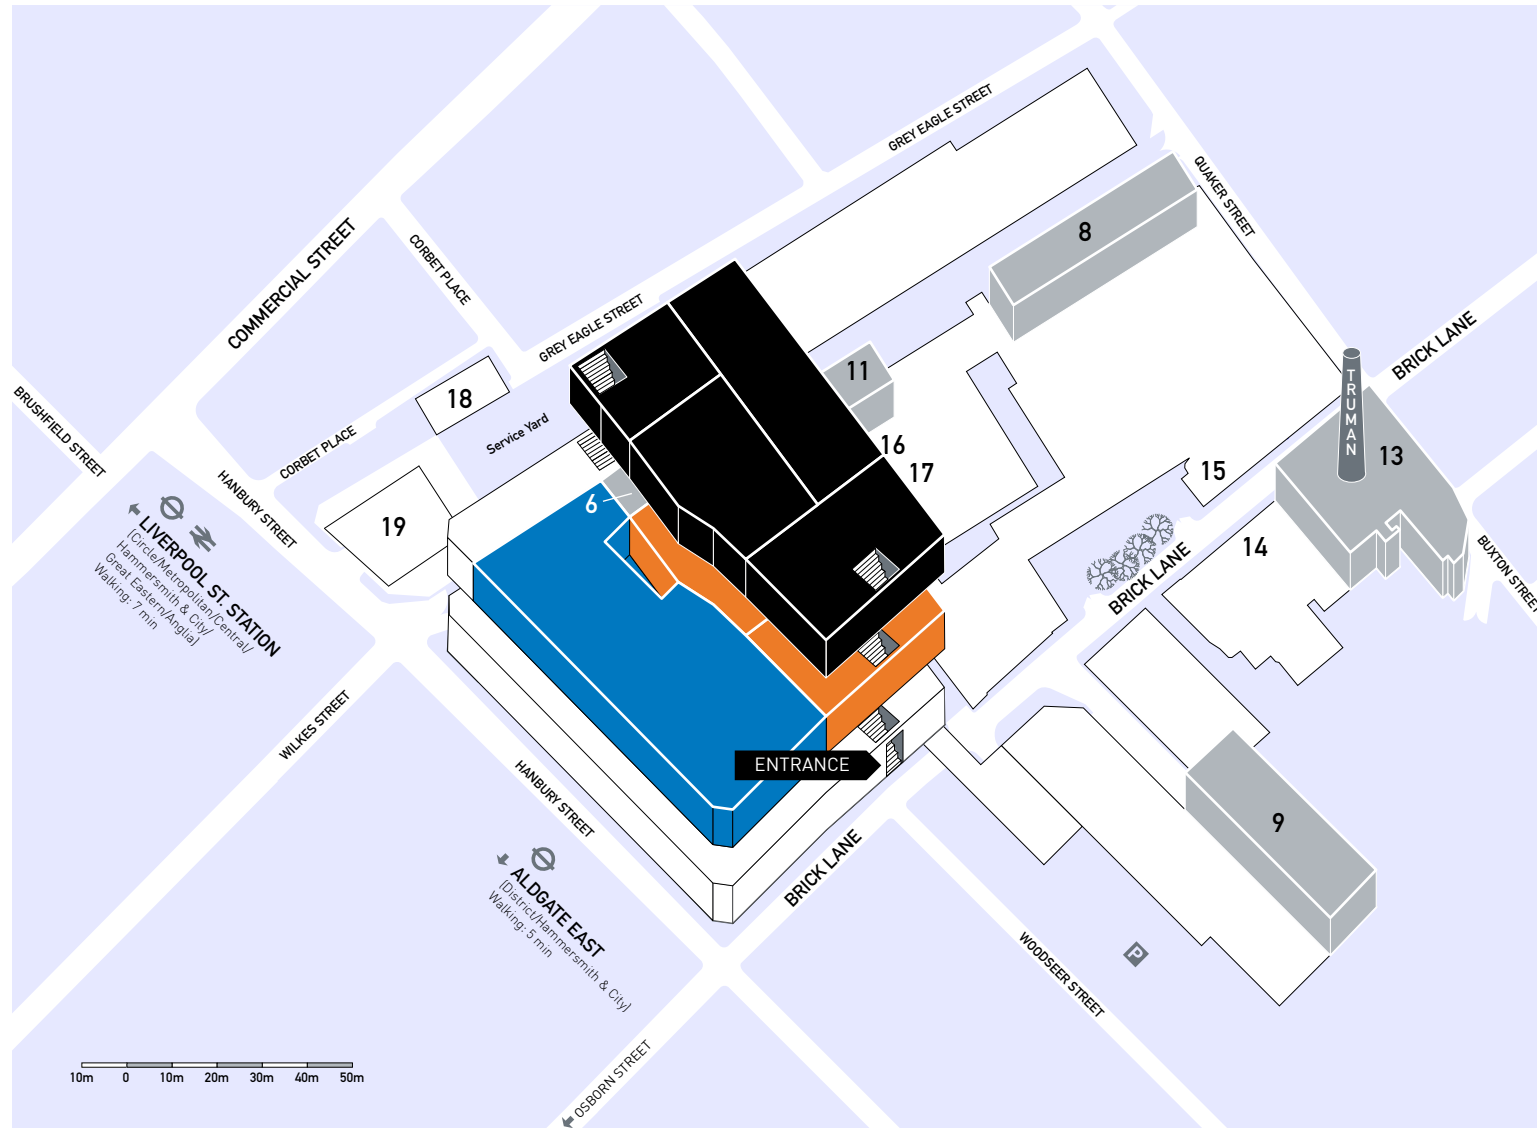 GREY EAGLE STREET
QUAKER STREET
8
COMMERCIAL STREET
CORBET PLACE
GREY EAGLE STREET
BRICK LANE
TRUMAN
11
13
18
Service Yard
16
17
15
BRUSHFIELD STREET
CORBET PLACE
HANBURY STREET
6
19
14
BUXTON STREET
BRICK LANE
LIVERPOOL ST. STATION
(Circle/Metropolitan/Central/
Hammersmith & City/
Great Eastern/Anglia)
Walking: 7 min
WILKES STREET
ENTRANCE
HANBURY STREET
9
BRICK LANE
ALDGATE EAST
(District/Hammersmith & City)
Walking: 5 min
WOODSEER STREET
P
OSBORN STREET
10m 0 10m 20m 30m 40m 50m